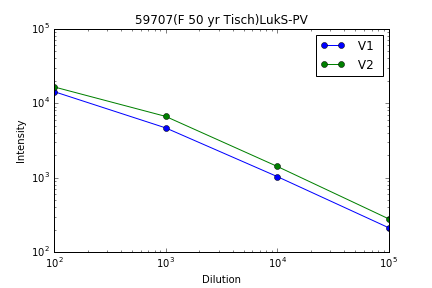 59707(F 50 yr Tisch)LukS-PV
10^5
V1
V2
10^4
Intensity
10^3
10^2
10^2 10^3 10^4 10^5
Dilution